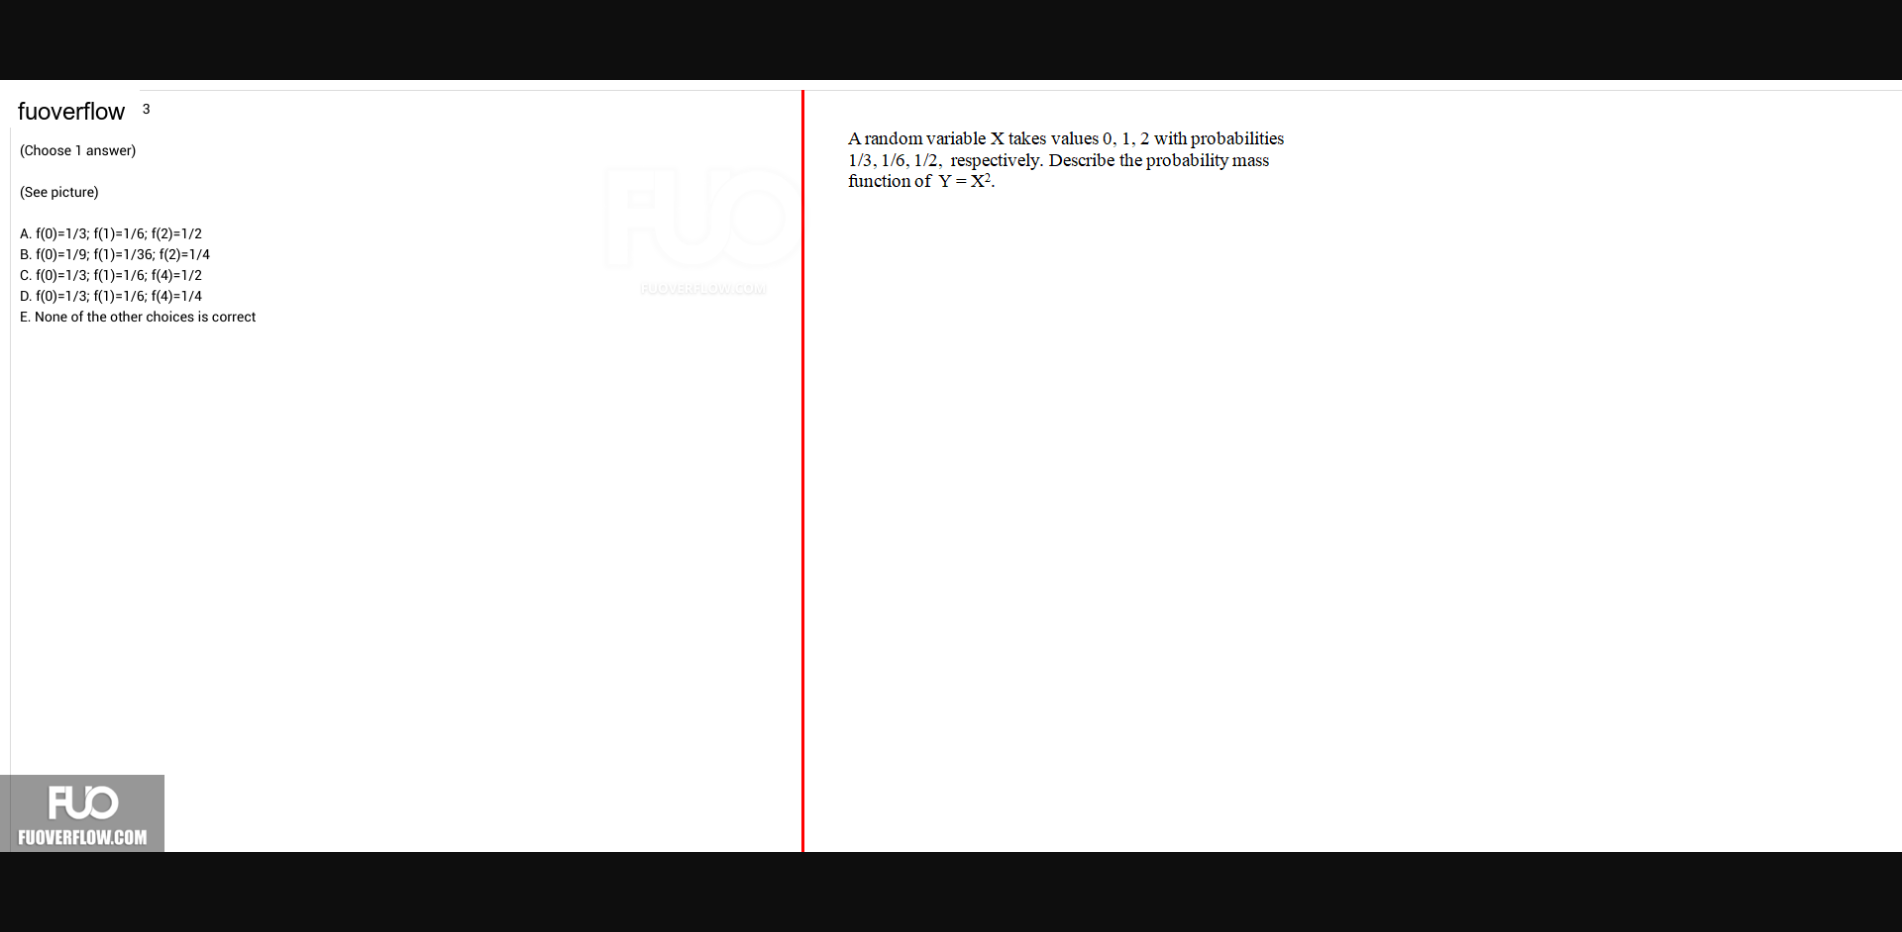 fuoverflow 3
(Choose 1 answer)
(See picture)
A. f(0)=1/3; f(1)=1/6; f(2)=1/2
B. f(0)=1/9; f(1)=1/36; f(2)=1/4
C. f(0)=1/3; f(1)=1/6; f(4)=1/2
D. f(0)=1/3; f(1)=1/6; f(4)=1/4
E. None of the other choices is correct
FUO
FUOVERFLOW.COM
A random variable X takes values 0, 1, 2 with probabilities
1/3, 1/6, 1/2, respectively. Describe the probability mass
function of Y = X².
FUO
FUOVERFLOW.COM